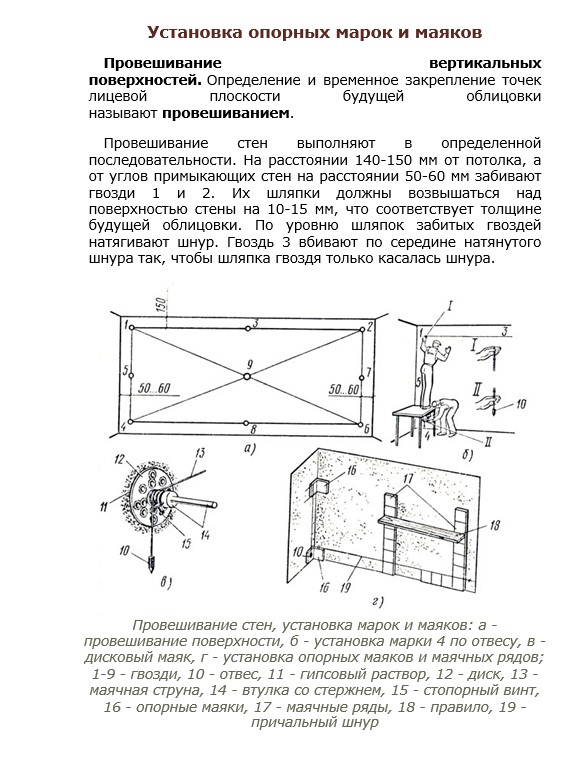 Установка опорных марок и маяков
Провешивание вертикальных
поверхностей. Определение и временное закрепление точек
лицевой плоскости будущей облицовки
называют провешиванием.
Провешивание стен выполняют в определенной
последовательности. На расстоянии 140-150 мм от потолка, а
от углов примыкающих стен на расстоянии 50-60 мм забивают
гвозди 1 и 2. Их шляпки должны возвышаться над
поверхностью стены на 10-15 мм, что соответствует толщине
будущей облицовки. По уровню шляпок забитых гвоздей
натягивают шнур. Гвоздь 3 вбивают по середине натянутого
шнура так, чтобы шляпка гвоздя только касалась шнура.
150
1 3 2
9
5 7
50...60 50...60
4 8 6
а)
I
1 3
I
5 II
10
4 II
б)
12 13
11
14
15
10
в)
17
16
18
10
16 19
г)
Провешивание стен, установка марок и маяков: а -
провешивание поверхности, б - установка марки 4 по отвесу, в -
дисковый маяк, г - установка опорных маяков и маячных рядов;
1-9 - гвозди, 10 - отвес, 11 - гипсовый раствор, 12 - диск, 13 -
маячная струна, 14 - втулка со стержнем, 15 - стопорный винт,
16 - опорные маяки, 17 - маячные ряды, 18 - правило, 19 -
причальный шнур